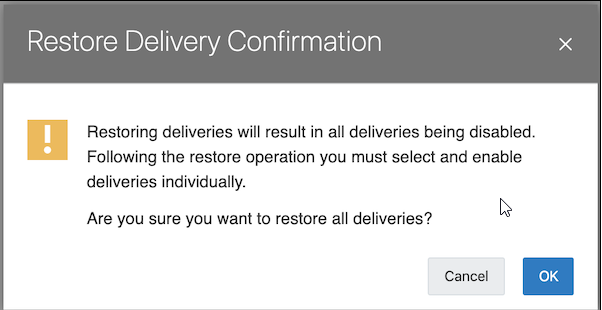 Restore Delivery Confirmation
Restoring deliveries will result in all deliveries being disabled.
Following the restore operation you must select and enable
deliveries individually.
Are you sure you want to restore all deliveries?
Cancel
OK